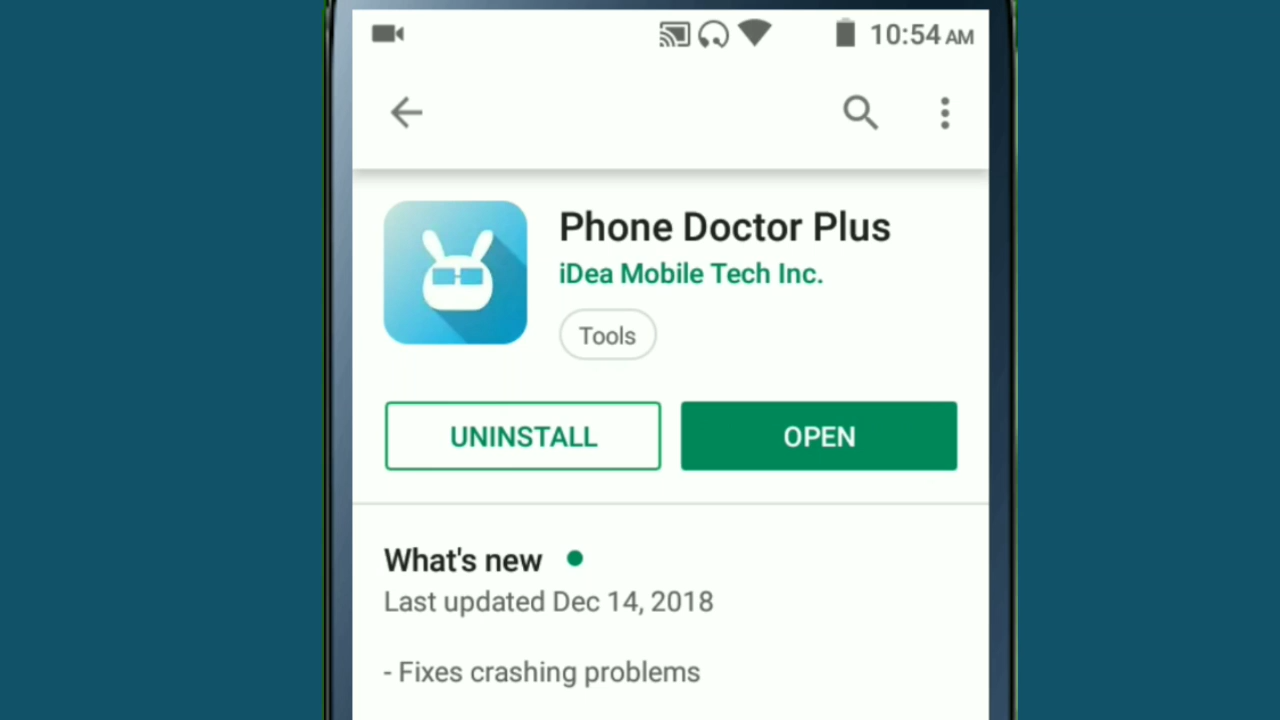 10:54 AM
Phone Doctor Plus
iDea Mobile Tech Inc.
Tools
UNINSTALL
OPEN
What's new
Last updated Dec 14, 2018
- Fixes crashing problems